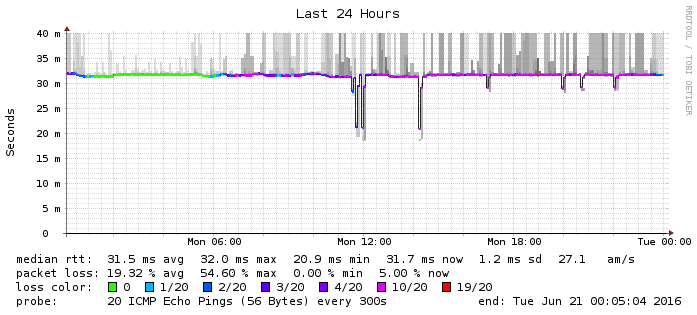 Last 24 Hours
RRDTOOL / TOBI OETIKER
Seconds
40 m
35 m
30 m
25 m
20 m
15 m
10 m
5 m
0
Mon 06:00 Mon 12:00 Mon 18:00 Tue 00:00
median rtt: 31.5 ms avg 32.0 ms max 20.9 ms min 31.7 ms now 1.2 ms sd 27.1 am/s
packet loss: 19.32 % avg 54.60 % max 0.00 % min 5.00 % now
loss color: 0 1/20 2/20 3/20 4/20 10/20 19/20
probe: 20 ICMP Echo Pings (56 Bytes) every 300s end: Tue Jun 21 00:05:04 2016